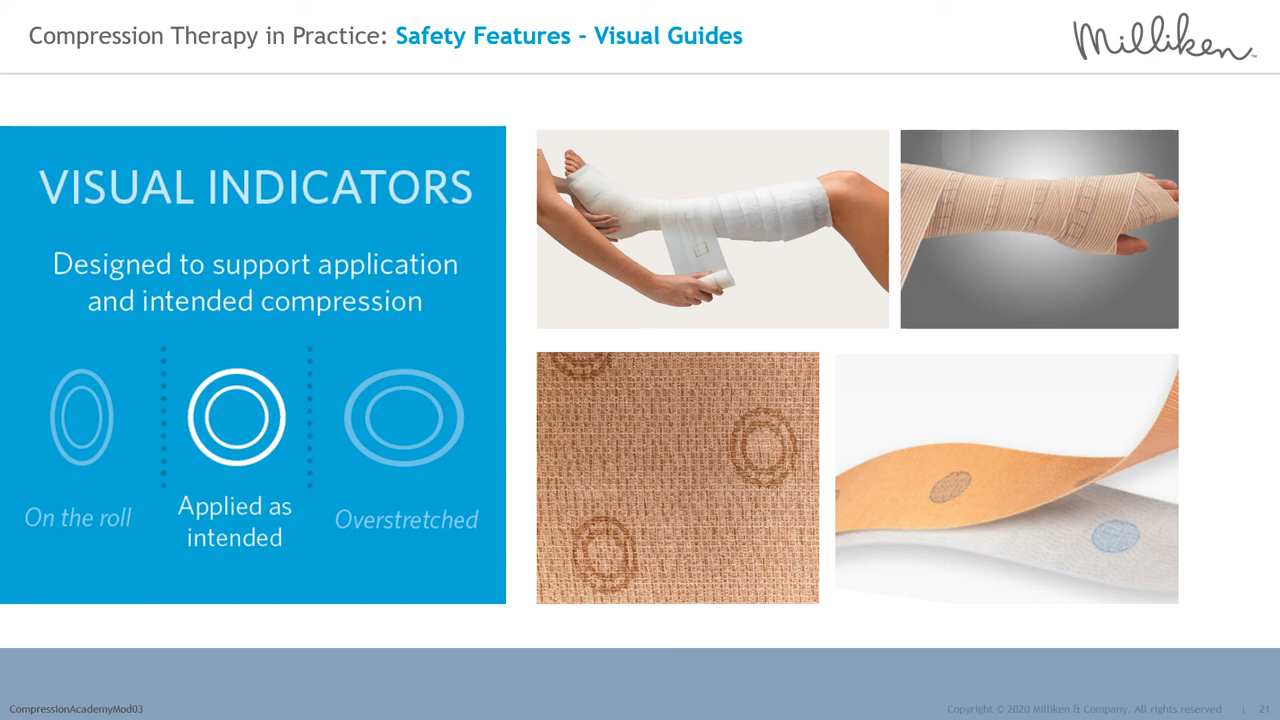 Compression Therapy in Practice: Safety Features - Visual Guides
Milliken™
VISUAL INDICATORS
Designed to support application
and intended compression
On the roll
Applied as
intended
Overstretched
CompressionAcademyMod03
Copyright © 2020 Milliken & Company. All rights reserved | 21